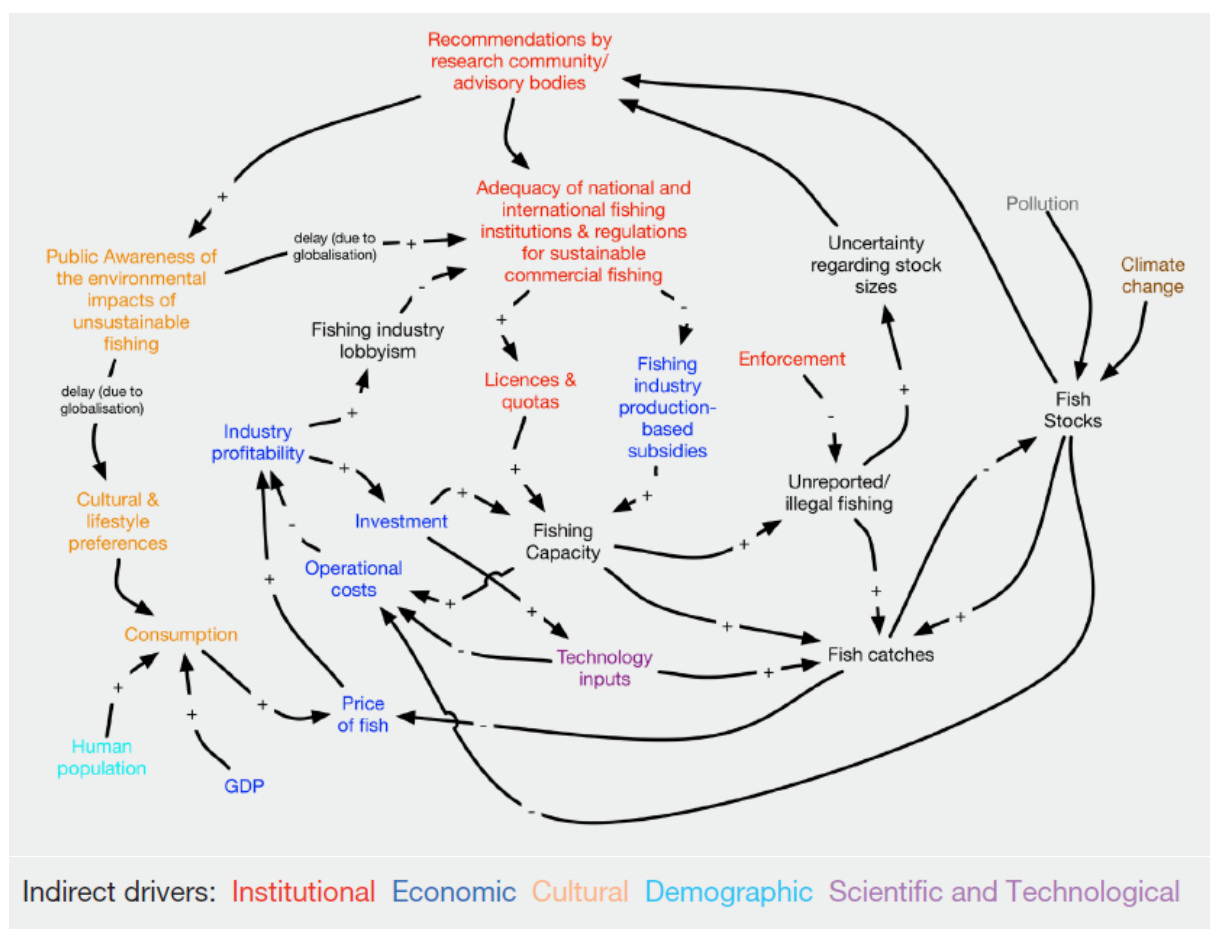 Recommendations by
research community/
advisory bodies
+
Adequacy of national and
international fishing
institutions & regulations
for sustainable
commercial fishing
Pollution
Public Awareness of
the environmental
impacts of
unsustainable
fishing
delay (due to
globalisation)
+
Uncertainty
regarding stock
sizes
Climate
change
-
Fishing industry
lobbyism
+
-
Enforcement
Fishing
industry
production-
based
subsidies
Licences &
quotas
delay (due to
globalisation)
+
-
Fish
Stocks
Industry
profitability
+
+
+
-
Unreported/
illegal fishing
Cultural &
lifestyle
preferences
+
+
Investment
-
Fishing
Capacity
+
Operational
costs
+
+
+
+
+
+
Consumption
-
Technology
inputs
+
Fish catches
+
+
+
Price
of fish
-
Human
population
GDP
-
Indirect drivers: Institutional Economic Cultural Demographic Scientific and Technological